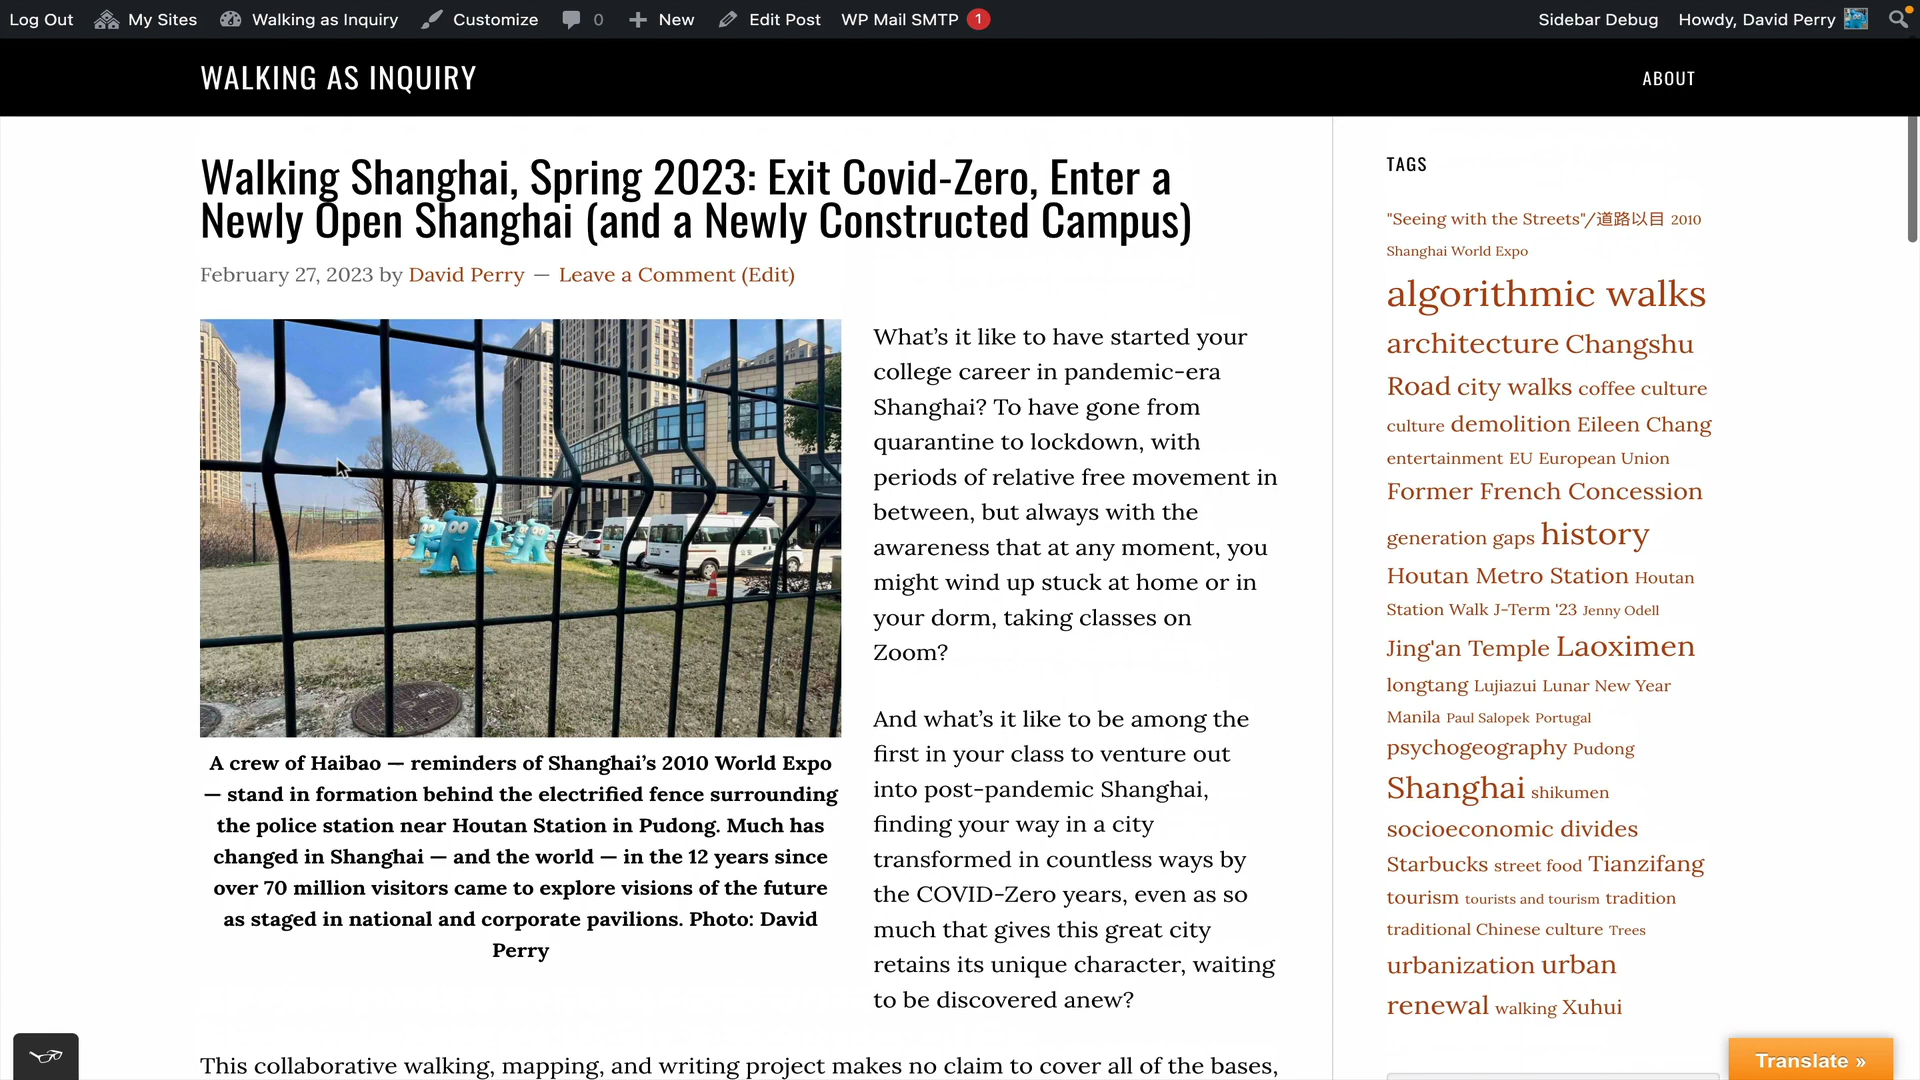 Log Out My Sites Walking as Inquiry Customize 0 New Edit Post WP Mail SMTP 1 Sidebar Debug Howdy, David Perry
WALKING AS INQUIRY ABOUT
Walking Shanghai, Spring 2023: Exit Covid-Zero, Enter a
Newly Open Shanghai (and a Newly Constructed Campus)
February 27, 2023 by David Perry — Leave a Comment (Edit)
公安
A crew of Haibao — reminders of Shanghai’s 2010 World Expo
— stand in formation behind the electrified fence surrounding
the police station near Houtan Station in Pudong. Much has
changed in Shanghai — and the world — in the 12 years since
over 70 million visitors came to explore visions of the future
as staged in national and corporate pavilions. Photo: David
Perry
What’s it like to have started your
college career in pandemic-era
Shanghai? To have gone from
quarantine to lockdown, with
periods of relative free movement in
between, but always with the
awareness that at any moment, you
might wind up stuck at home or in
your dorm, taking classes on
Zoom?
And what’s it like to be among the
first in your class to venture out
into post-pandemic Shanghai,
finding your way in a city
transformed in countless ways by
the COVID-Zero years, even as so
much that gives this great city
retains its unique character, waiting
to be discovered anew?
This collaborative walking, mapping, and writing project makes no claim to cover all of the bases,
TAGS
"Seeing with the Streets"/道路以目 2010
Shanghai World Expo
algorithmic walks
architecture Changshu
Road city walks coffee culture
culture demolition Eileen Chang
entertainment EU European Union
Former French Concession
generation gaps history
Houtan Metro Station Houtan
Station Walk J-Term '23 Jenny Odell
Jing'an Temple Laoximen
longtang Lujiazui Lunar New Year
Manila Paul Salopek Portugal
psychogeography Pudong
Shanghai shikumen
socioeconomic divides
Starbucks street food Tianzifang
tourism tourists and tourism tradition
traditional Chinese culture Trees
urbanization urban
renewal walking Xuhui
Translate »